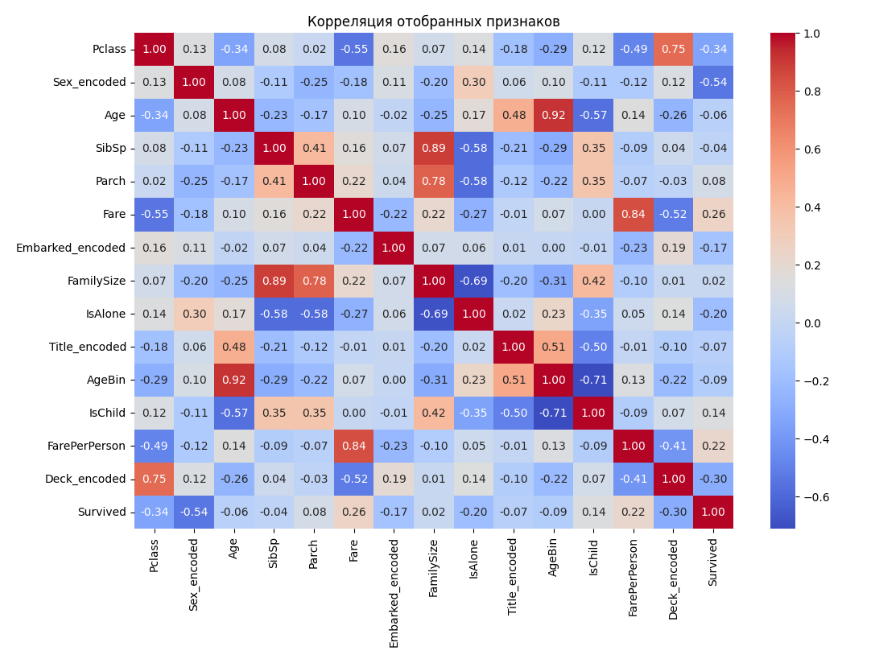 Корреляция отобранных признаков
Pclass 1.00 0.13 -0.34 0.08 0.02 -0.55 0.16 0.07 0.14 -0.18 -0.29 0.12 -0.49 0.75 -0.34
Sex_encoded 0.13 1.00 0.08 -0.11 -0.25 -0.18 0.11 -0.20 0.30 0.06 0.10 -0.11 -0.12 0.12 -0.54
Age -0.34 0.08 1.00 -0.23 -0.17 0.10 -0.02 -0.25 0.17 0.48 0.92 -0.57 0.14 -0.26 -0.06
SibSp 0.08 -0.11 -0.23 1.00 0.41 0.16 0.07 0.89 -0.58 -0.21 -0.29 0.35 -0.09 0.04 -0.04
Parch 0.02 -0.25 -0.17 0.41 1.00 0.22 0.04 0.78 -0.58 -0.12 -0.22 0.35 -0.07 -0.03 0.08
Fare -0.55 -0.18 0.10 0.16 0.22 1.00 -0.22 0.22 -0.27 -0.01 0.07 0.00 0.84 -0.52 0.26
Embarked_encoded 0.16 0.11 -0.02 0.07 0.04 -0.22 1.00 0.07 0.06 0.01 0.00 -0.01 -0.23 0.19 -0.17
FamilySize 0.07 -0.20 -0.25 0.89 0.78 0.22 0.07 1.00 -0.69 -0.20 -0.31 0.42 -0.10 0.01 0.02
IsAlone 0.14 0.30 0.17 -0.58 -0.58 -0.27 0.06 -0.69 1.00 0.02 0.23 -0.35 0.05 0.14 -0.20
Title_encoded -0.18 0.06 0.48 -0.21 -0.12 -0.01 0.01 -0.20 0.02 1.00 0.51 -0.50 -0.01 -0.10 -0.07
AgeBin -0.29 0.10 0.92 -0.29 -0.22 0.07 0.00 -0.31 0.23 0.51 1.00 -0.71 0.13 -0.22 -0.09
IsChild 0.12 -0.11 -0.57 0.35 0.35 0.00 -0.01 0.42 -0.35 -0.50 -0.71 1.00 -0.09 0.07 0.14
FarePerPerson -0.49 -0.12 0.14 -0.09 -0.07 0.84 -0.23 -0.10 0.05 -0.01 0.13 -0.09 1.00 -0.41 0.22
Deck_encoded 0.75 0.12 -0.26 0.04 -0.03 -0.52 0.19 0.01 0.14 -0.10 -0.22 0.07 -0.41 1.00 -0.30
Survived -0.34 -0.54 -0.06 -0.04 0.08 0.26 -0.17 0.02 -0.20 -0.07 -0.09 0.14 0.22 -0.30 1.00
Pclass Sex_encoded Age SibSp Parch Fare Embarked_encoded FamilySize IsAlone Title_encoded AgeBin IsChild FarePerPerson Deck_encoded Survived
1.0
0.8
0.6
0.4
0.2
0.0
−0.2
−0.4
−0.6